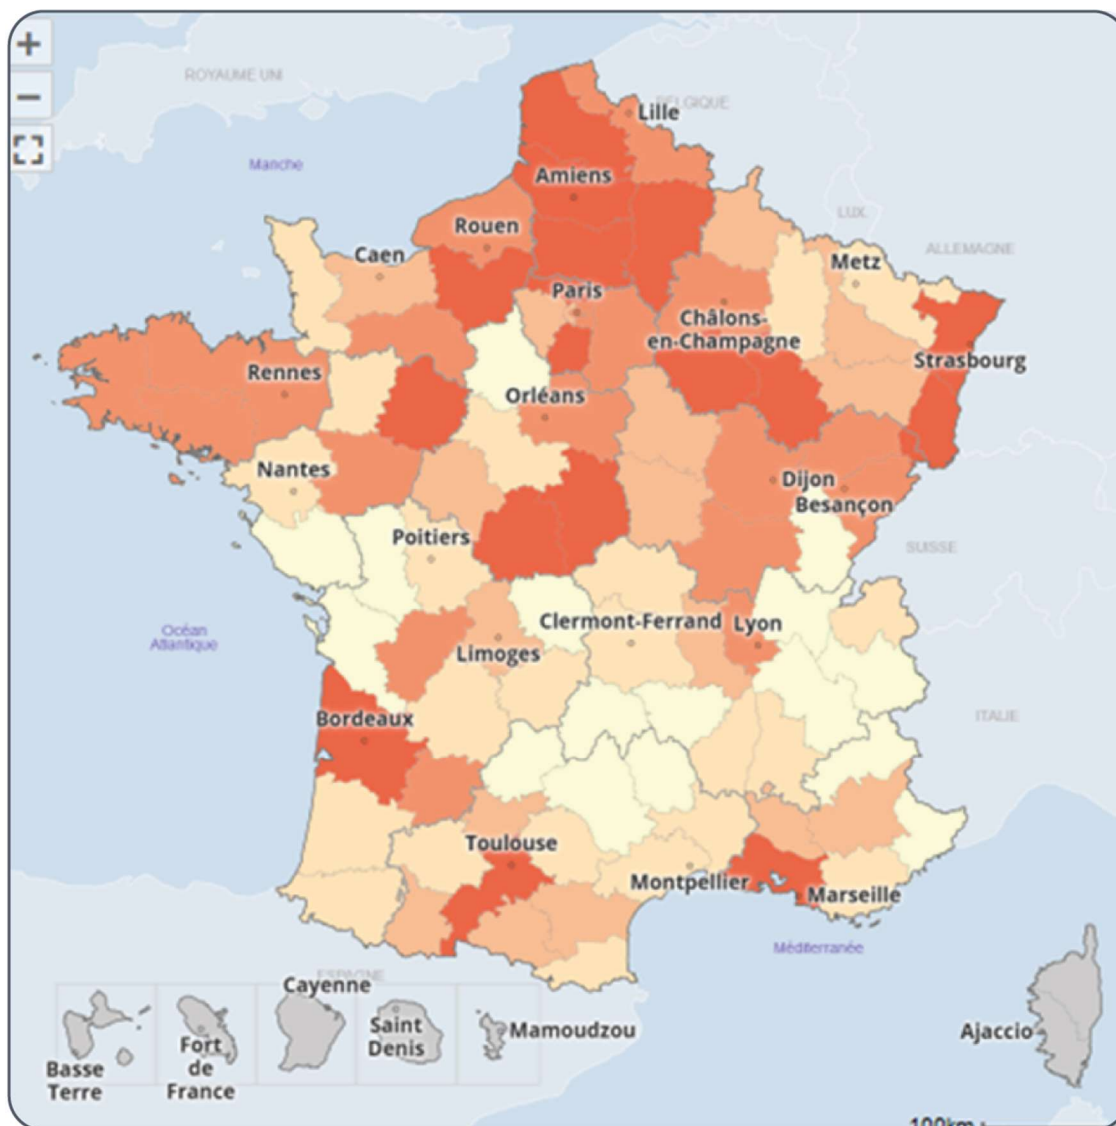 +
ROYAUME UNI
−
BELGIQUE
Lille
Manche
Amiens
LUX.
Rouen
ALLEMAGNE
Caen
Metz
Paris
Châlons-
en-Champagne
Strasbourg
Rennes
Orléans
Nantes
Dijon
Besançon
Poitiers
SUISSE
Clermont-Ferrand
Lyon
Océan
Atlantique
Limoges
ITALIE
Bordeaux
Toulouse
Montpellier
Marseille
Méditerranée
ESPAGNE
Cayenne
Saint
Denis
Mamoudzou
Ajaccio
Fort
de
France
Basse
Terre
100km